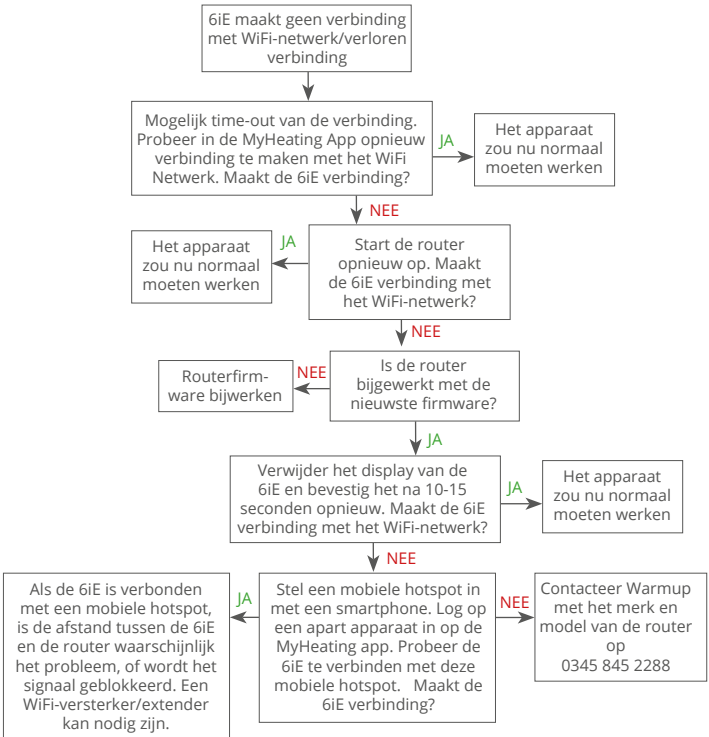 6iE maakt geen verbinding
met WiFi-netwerk/verloren
verbinding
Mogelijk time-out van de verbinding.
Probeer in de MyHeating App opnieuw
verbinding te maken met het WiFi
Netwerk. Maakt de 6iE verbinding?
JA
Het apparaat
zou nu normaal
moeten werken
NEE
Start de router
opnieuw op. Maakt
de 6iE verbinding met
het WiFi-netwerk?
JA
Het apparaat
zou nu normaal
moeten werken
NEE
Is de router
bijgewerkt met de
nieuwste firmware?
NEE
Routerfirm-
ware bijwerken
JA
Verwijder het display van de
6iE en bevestig het na 10-15
seconden opnieuw. Maakt de 6iE
verbinding met het WiFi-netwerk?
JA
Het apparaat
zou nu normaal
moeten werken
NEE
Stel een mobiele hotspot in
met een smartphone. Log op
een apart apparaat in op de
MyHeating app. Probeer de
6iE te verbinden met deze
mobiele hotspot. Maakt de
6iE verbinding?
JA
Als de 6iE is verbonden
met een mobiele hotspot,
is de afstand tussen de 6iE
en de router waarschijnlijk
het probleem, of wordt het
signaal geblokkeerd. Een
WiFi-versterker/extender
kan nodig zijn.
NEE
Contacteer Warmup
met het merk en
model van de router
op
0345 845 2288